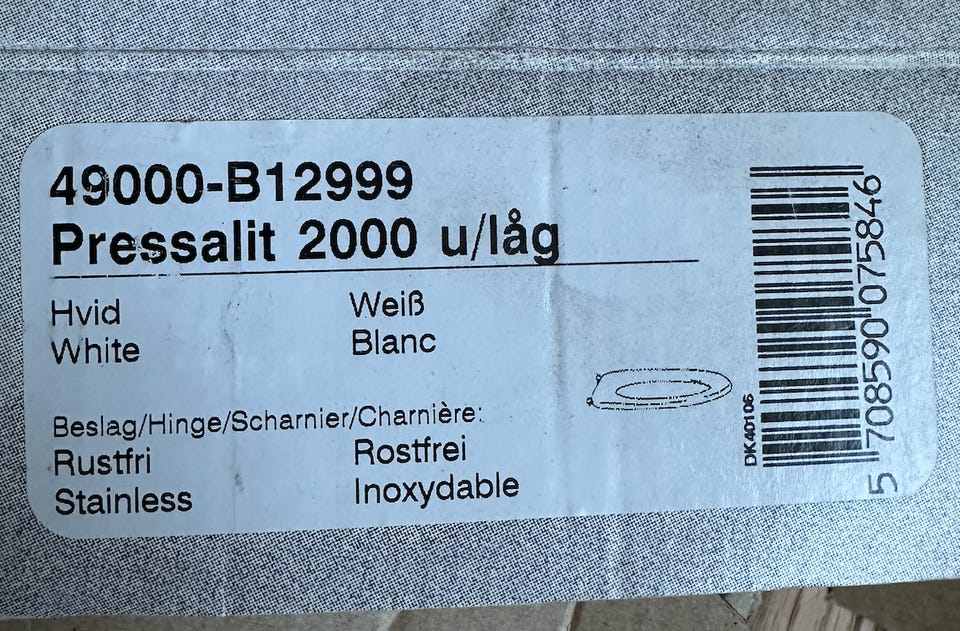 49000-B12999
Pressalit 2000 u/låg
Hvid Weiß
White Blanc
Beslag/Hinge/Scharnier/Charnière:
Rustfri Rostfrei
Stainless Inoxydable
DK40106
5 708590 075846